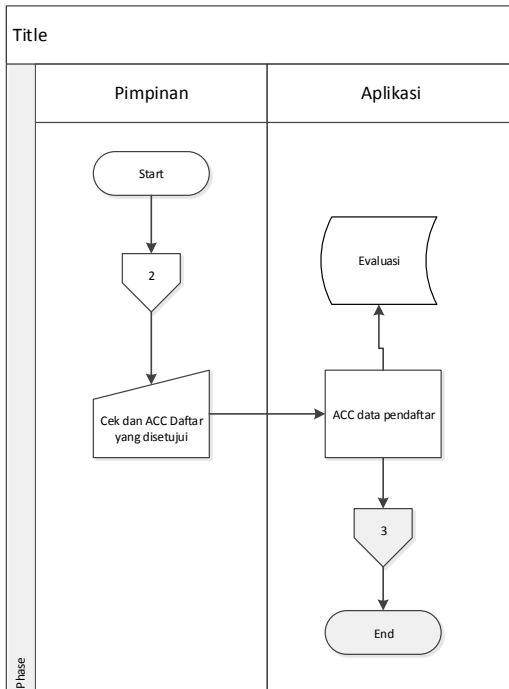 Title
Pimpinan
Aplikasi
Start
2
Cek dan ACC Daftar
yang disetujui
Evaluasi
ACC data pendaftar
3
End
Phase